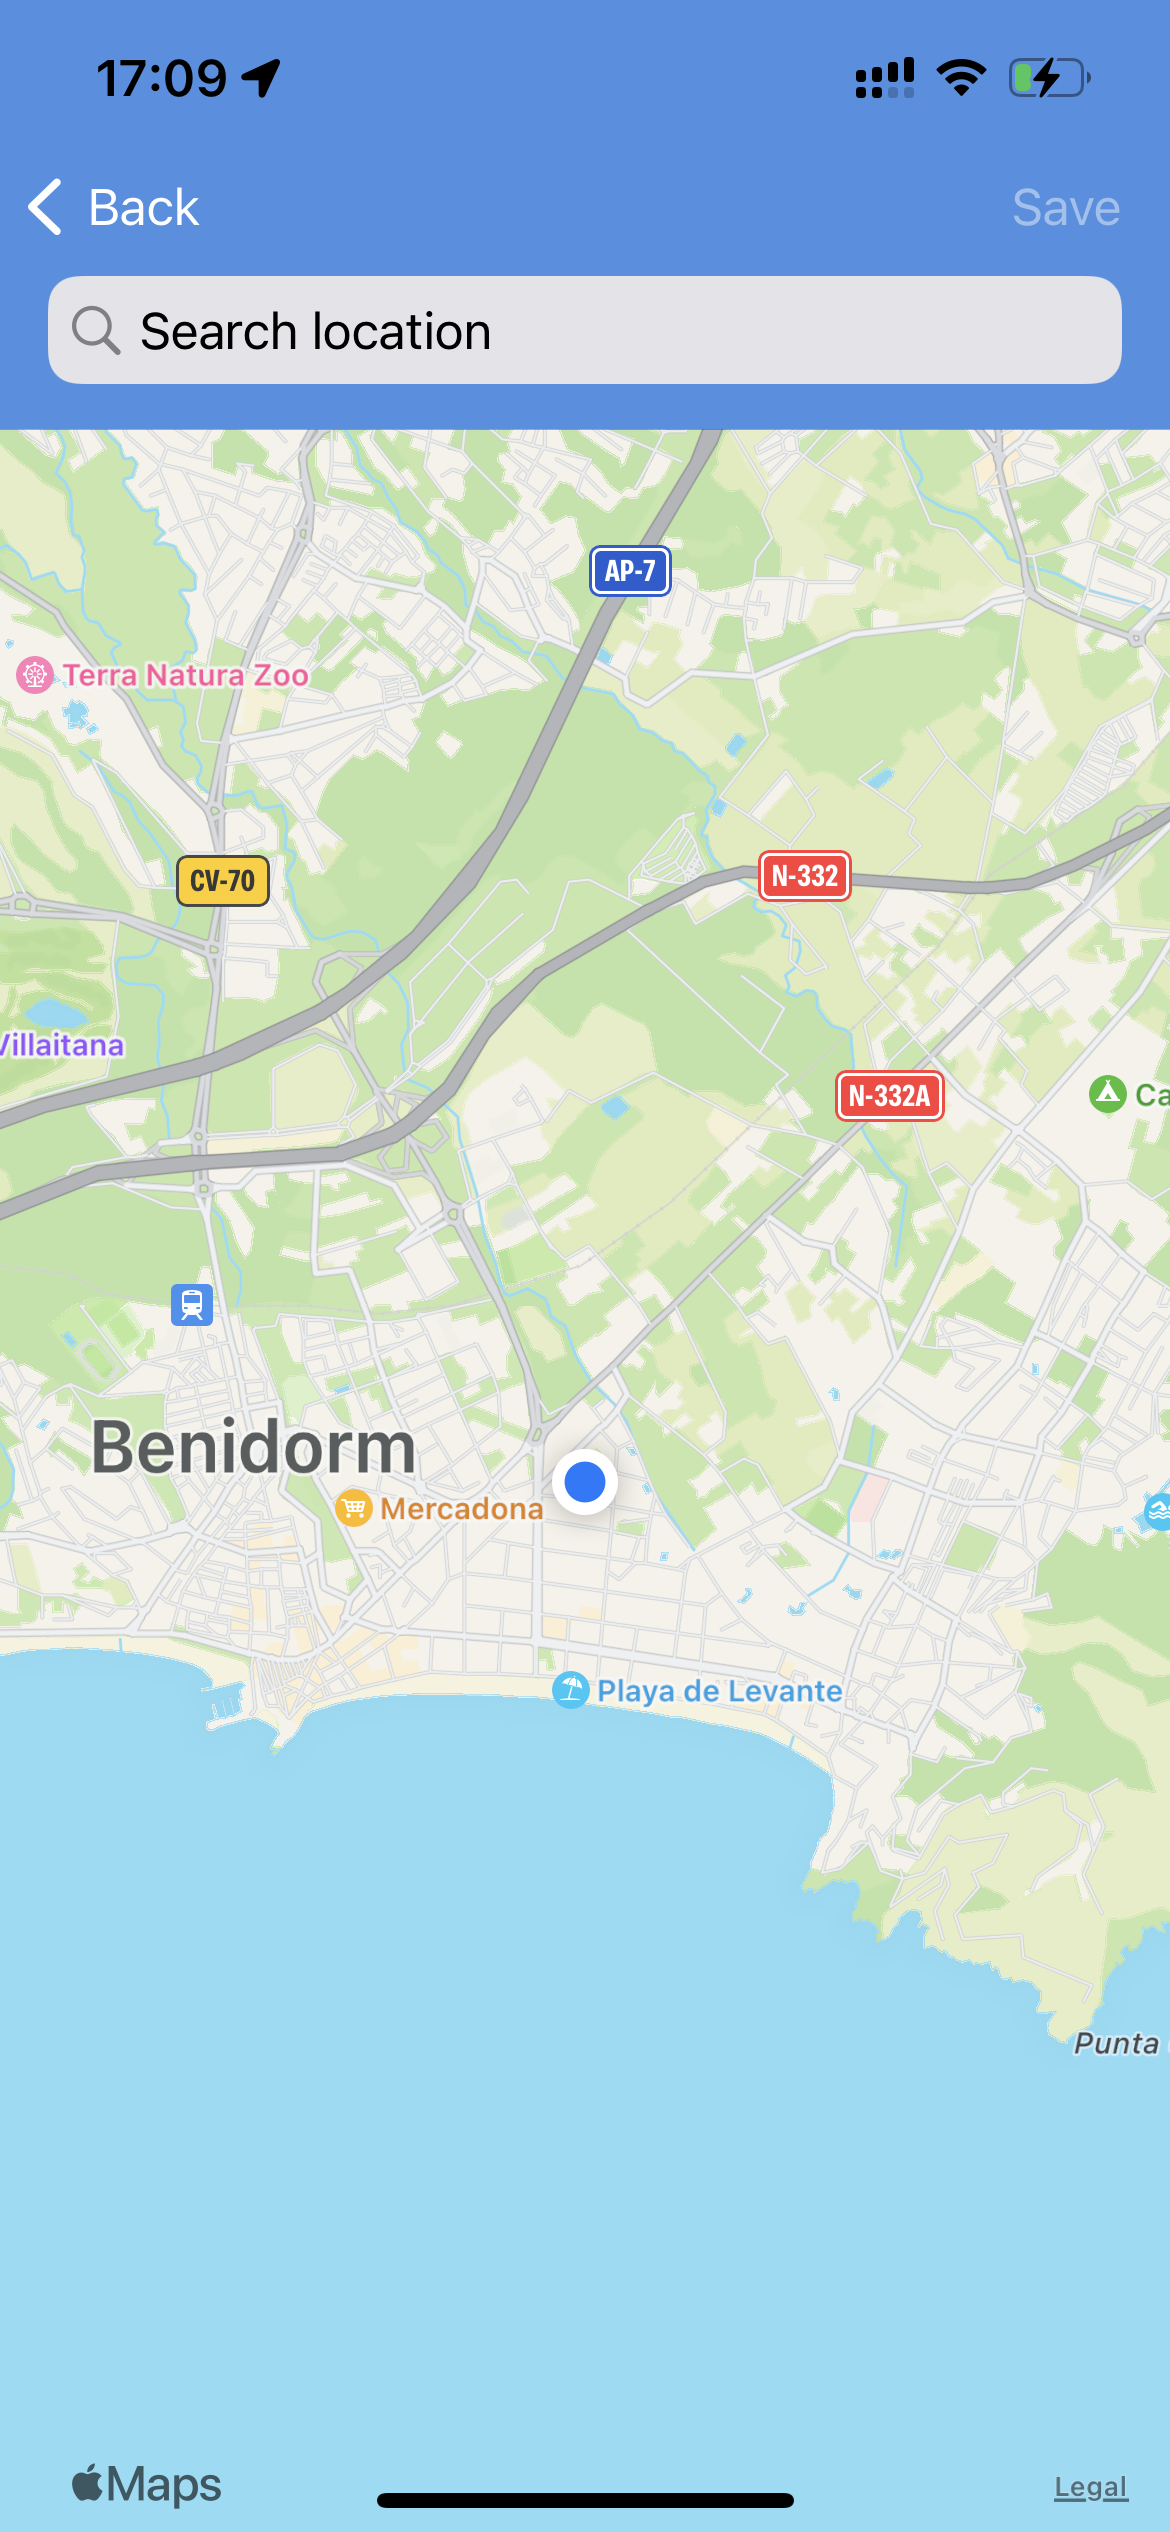 17:09
Back
Save
Search location
AP-7
Terra Natura Zoo
CV-70
N-332
Villaitana
N-332A
Ca
Benidorm
Mercadona
Playa de Levante
Punta
Maps
Legal